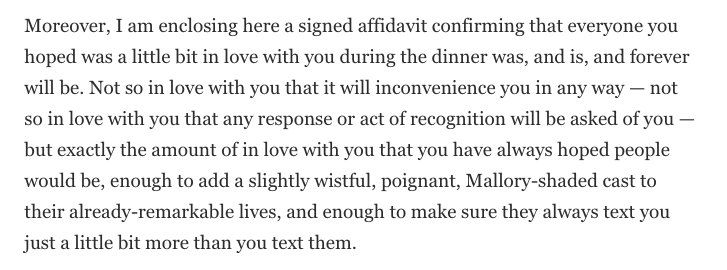 Moreover, I am enclosing here a signed affidavit confirming that everyone you
hoped was a little bit in love with you during the dinner was, and is, and forever
will be. Not so in love with you that it will inconvenience you in any way — not
so in love with you that any response or act of recognition will be asked of you —
but exactly the amount of in love with you that you have always hoped people
would be, enough to add a slightly wistful, poignant, Mallory-shaded cast to
their already-remarkable lives, and enough to make sure they always text you
just a little bit more than you text them.